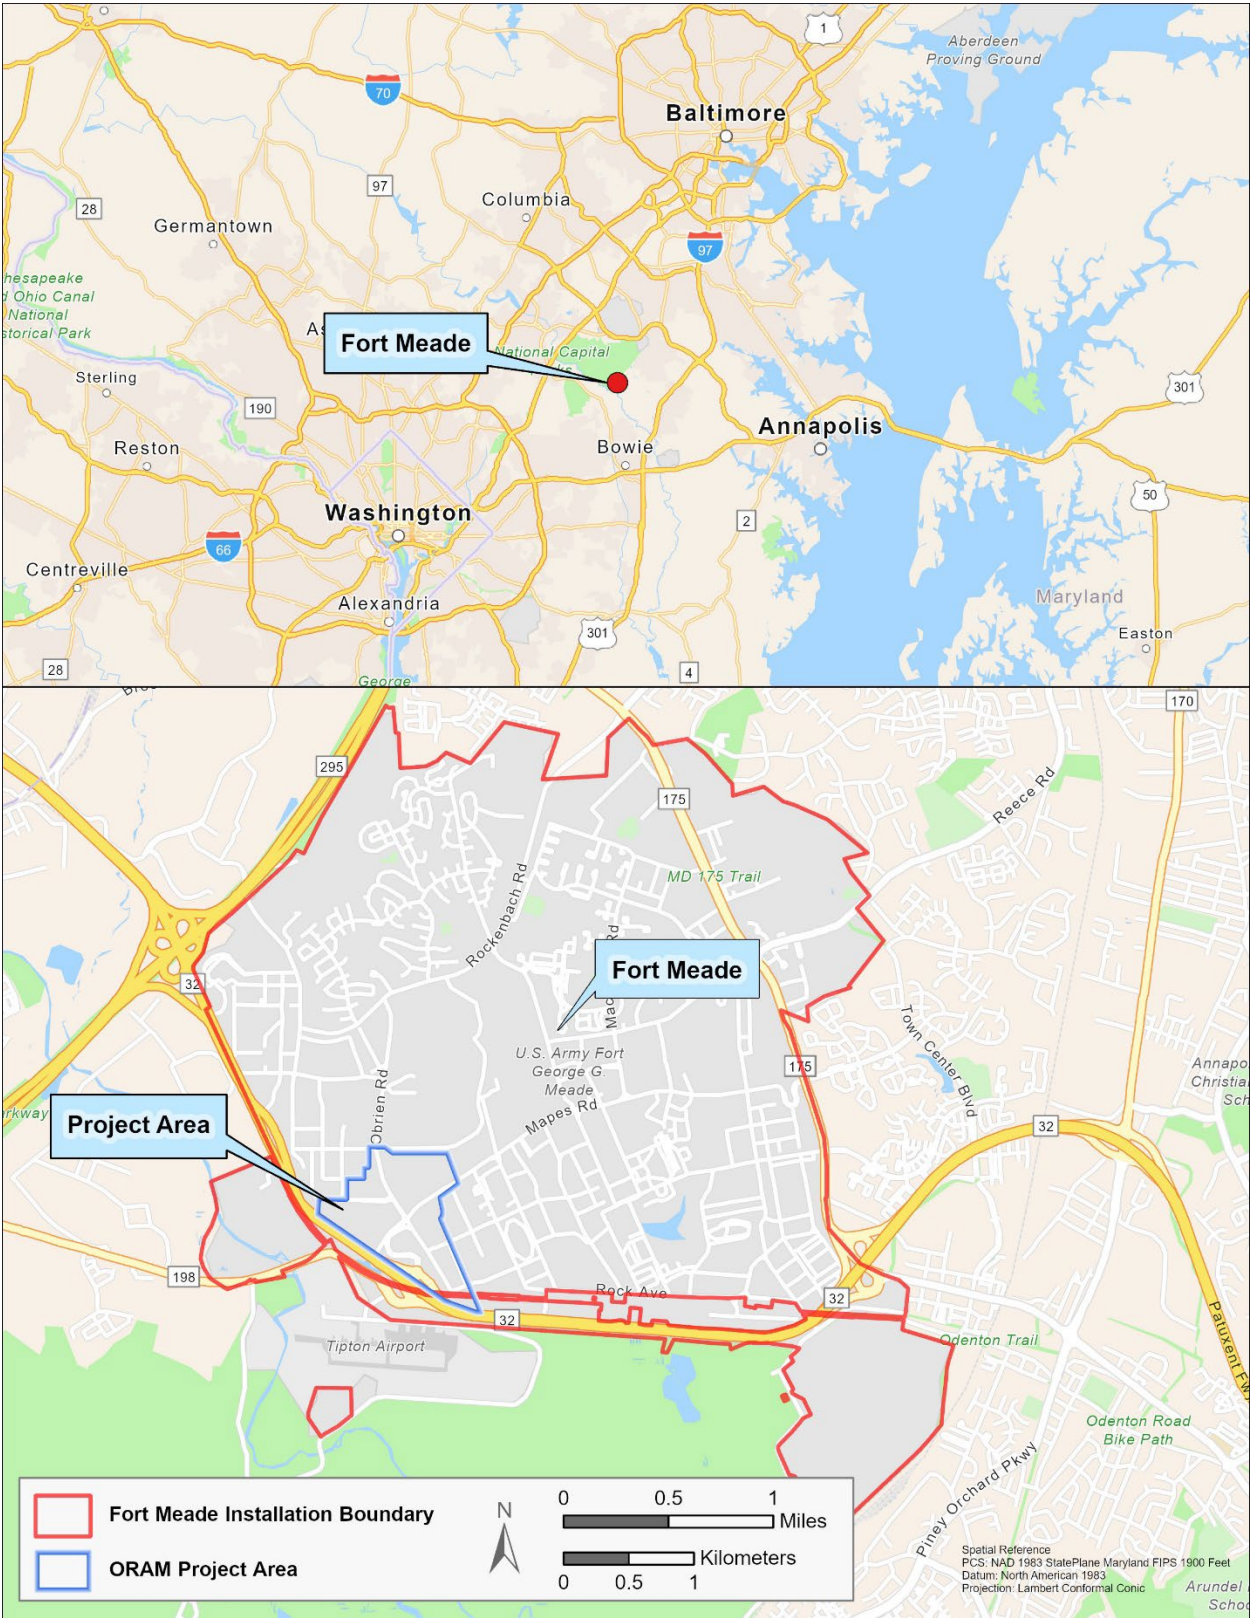 1
Aberdeen
Proving Ground
70
Baltimore
97
Columbia
28
Germantown
97
hesapeake
d Ohio Canal
National
storical Park
Fort Meade
National Capital
Sterling
301
190
Annapolis
Reston
Bowie
50
Washington
2
66
Centreville
Maryland
Alexandria
301
Easton
28
4
George
170
295
175
Reece Rd
MD 175 Trail
Rockenbach Rd
Fort Meade
32
Rd
Town Center Blvd
U.S. Army Fort
George G.
Meade
175
Annapo
Christia
Sch
Obrien Rd
Mapes Rd
rkway
Project Area
32
198
Rock Ave
32
32
Patuxent Fw
Tipton Airport
Odenton Trail
Odenton Road
Bike Path
Piney Orchard Pkwy
Fort Meade Installation Boundary
ORAM Project Area
N
0 0.5 1
Miles
Kilometers
0 0.5 1
Spatial Reference
PCS: NAD 1983 StatePlane Maryland FIPS 1900 Feet
Datum: North American 1983
Projection: Lambert Conformal Conic
Arundel
Schoo